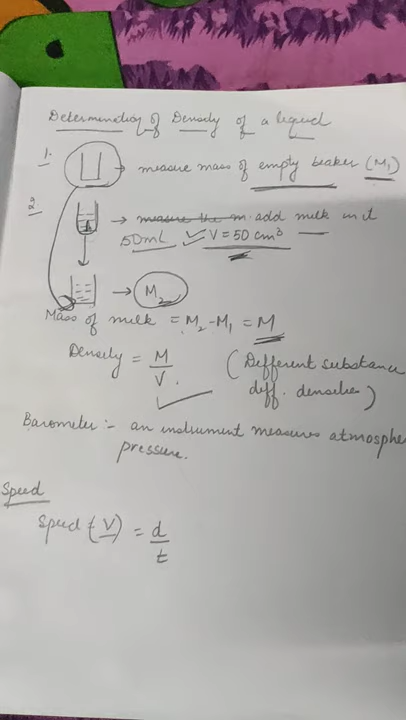 Determination of Density of a liquid
1. → measure mass of empty beaker (M₁)
2. → measure the m add milk in it
50mL ✓ V = 50 cm³
→ M₂
Mass of milk = M₂ - M₁ = M
Density = M/V. (Different substance
diff. densities)
Barometer :- an instrument measures atmosphe
pressure.
Speed
Speed (V) = d/t